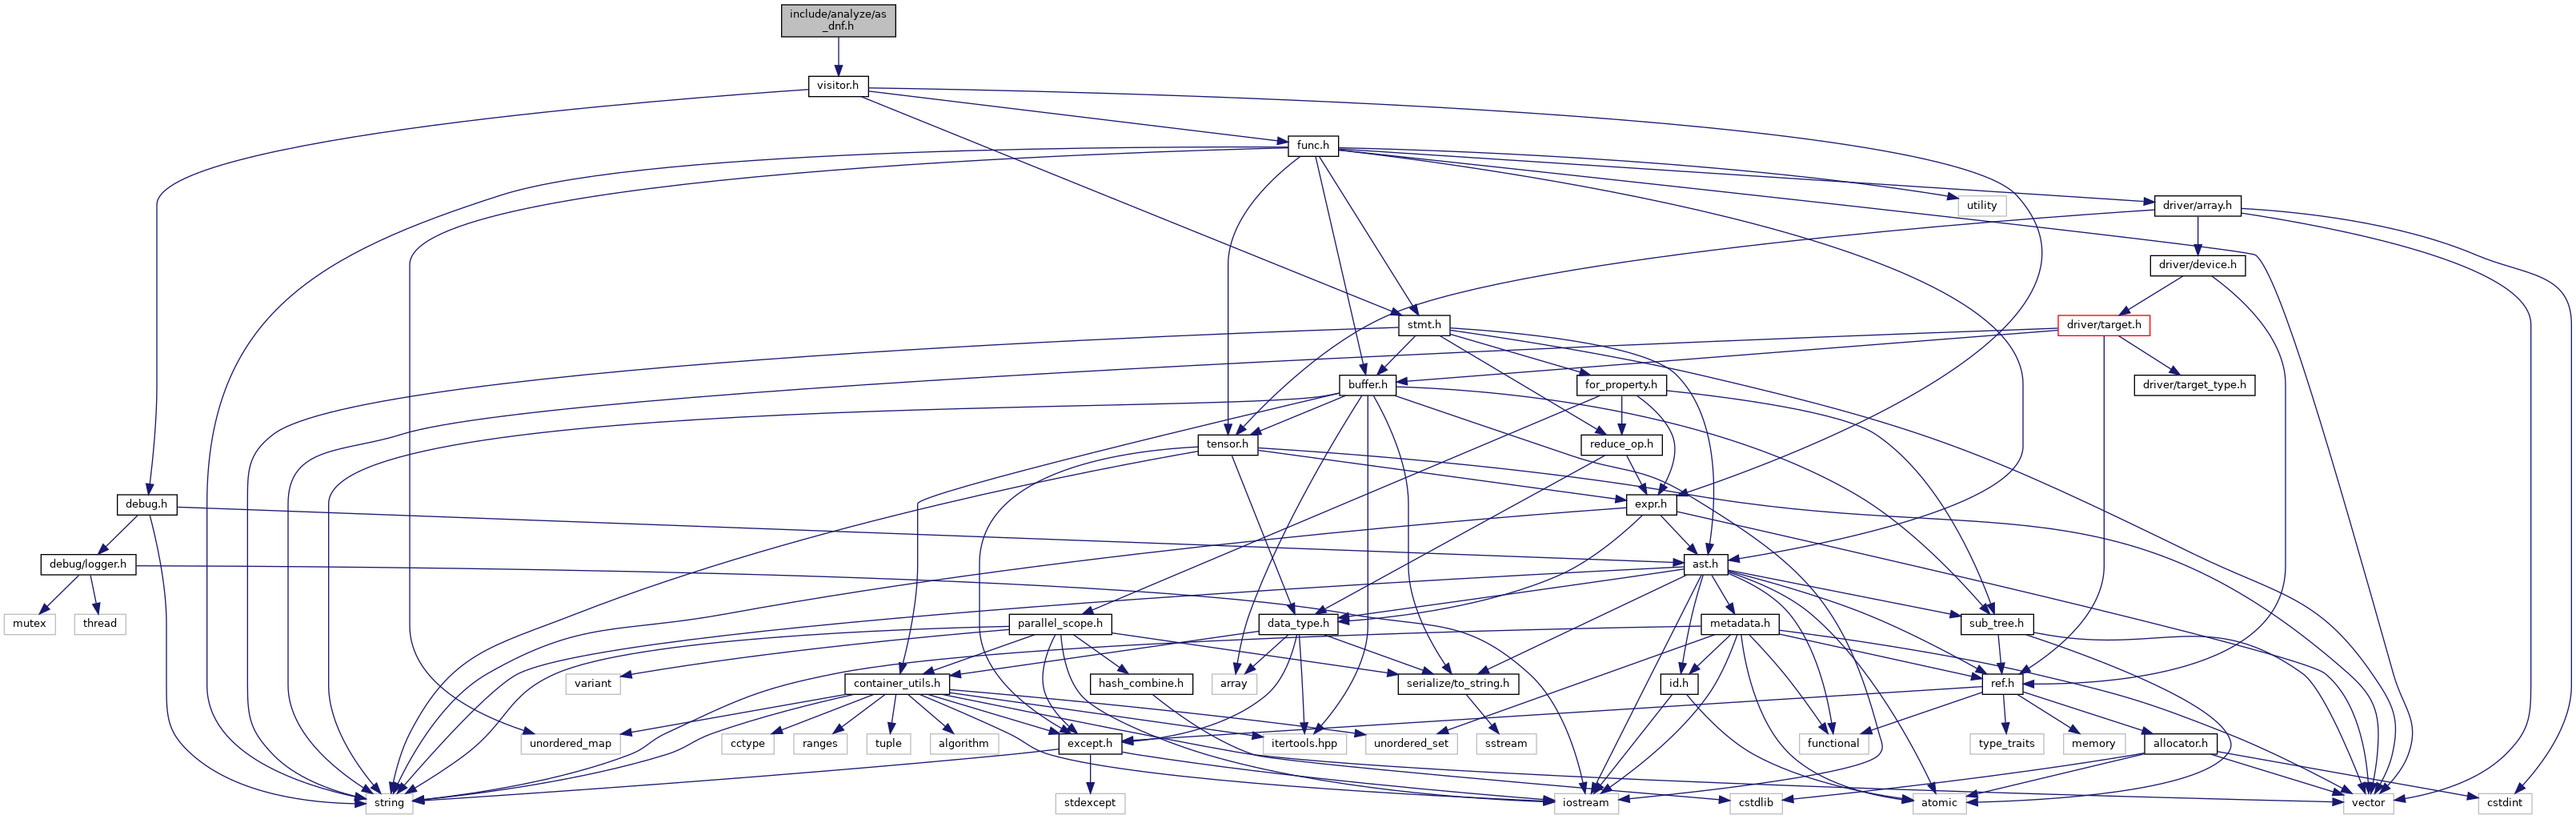 include/analyze/as
_dnf.h
visitor.h
func.h
utility
driver/array.h
driver/device.h
stmt.h
driver/target.h
buffer.h
for_property.h
driver/target_type.h
tensor.h
reduce_op.h
debug.h
expr.h
debug/logger.h
ast.h
mutex
thread
parallel_scope.h
data_type.h
metadata.h
sub_tree.h
variant
container_utils.h
hash_combine.h
array
serialize/to_string.h
id.h
ref.h
unordered_map
cctype
ranges
tuple
algorithm
except.h
itertools.hpp
unordered_set
sstream
functional
type_traits
memory
allocator.h
string
stdexcept
iostream
cstdlib
atomic
vector
cstdint